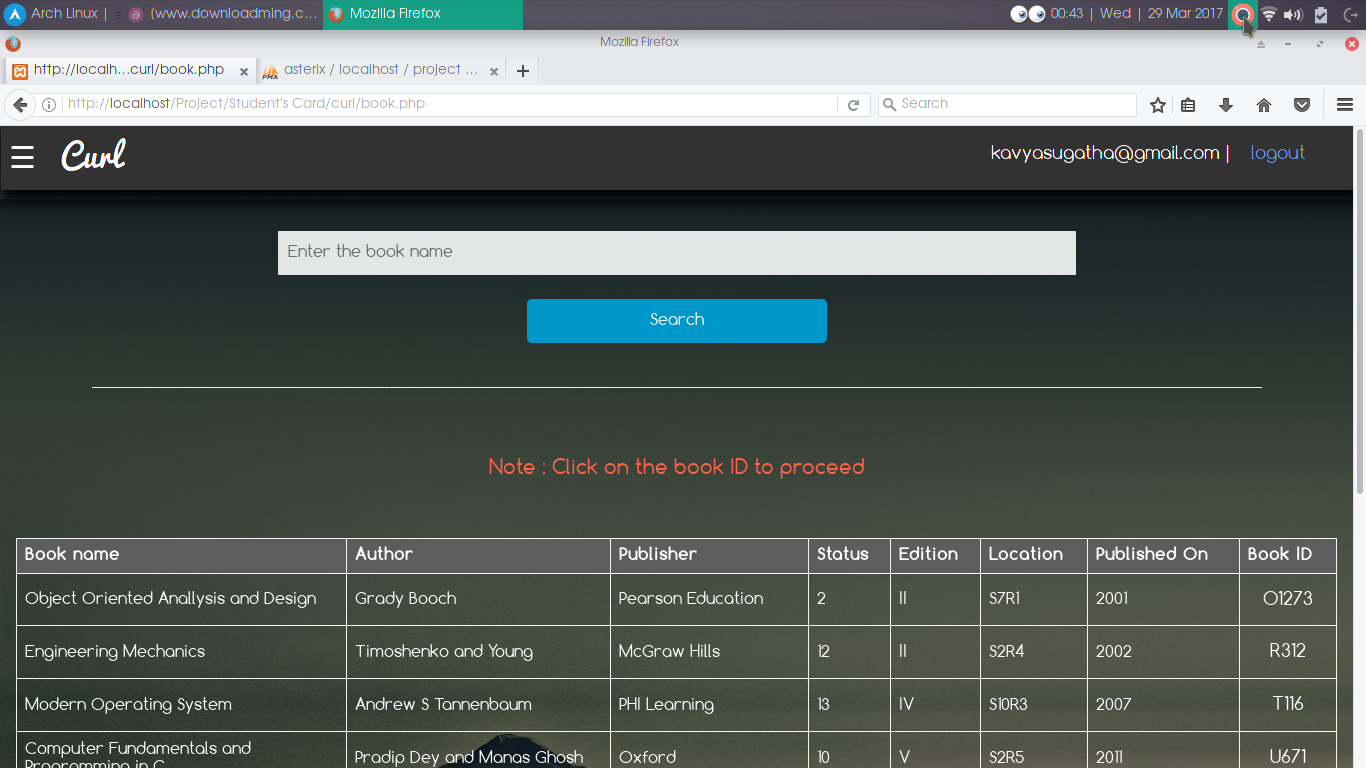 Arch Linux |
[www.downloadming.c...
Mozilla Firefox
00:43 | Wed | 29 Mar 2017
Mozilla Firefox
http://localh...curl/book.php
asterix / localhost / project ...
http://localhost/Project/Student's Card/curl/book.php
Search
Curl
kavyasugatha@gmail.com |
logout
Enter the book name
Search
Note : Click on the book ID to proceed
Book name Author Publisher Status Edition Location Published On Book ID
Object Oriented Anallysis and Design Grady Booch Pearson Education 2 II S7R1 2001 O1273
Engineering Mechanics Timoshenko and Young McGraw Hills 12 II S2R4 2002 R312
Modern Operating System Andrew S Tannenbaum PHI Learning 13 IV S10R3 2007 T116
Computer Fundamentals and
Programming in C Pradip Dey and Manas Ghosh Oxford 10 V S2R5 2011 U671